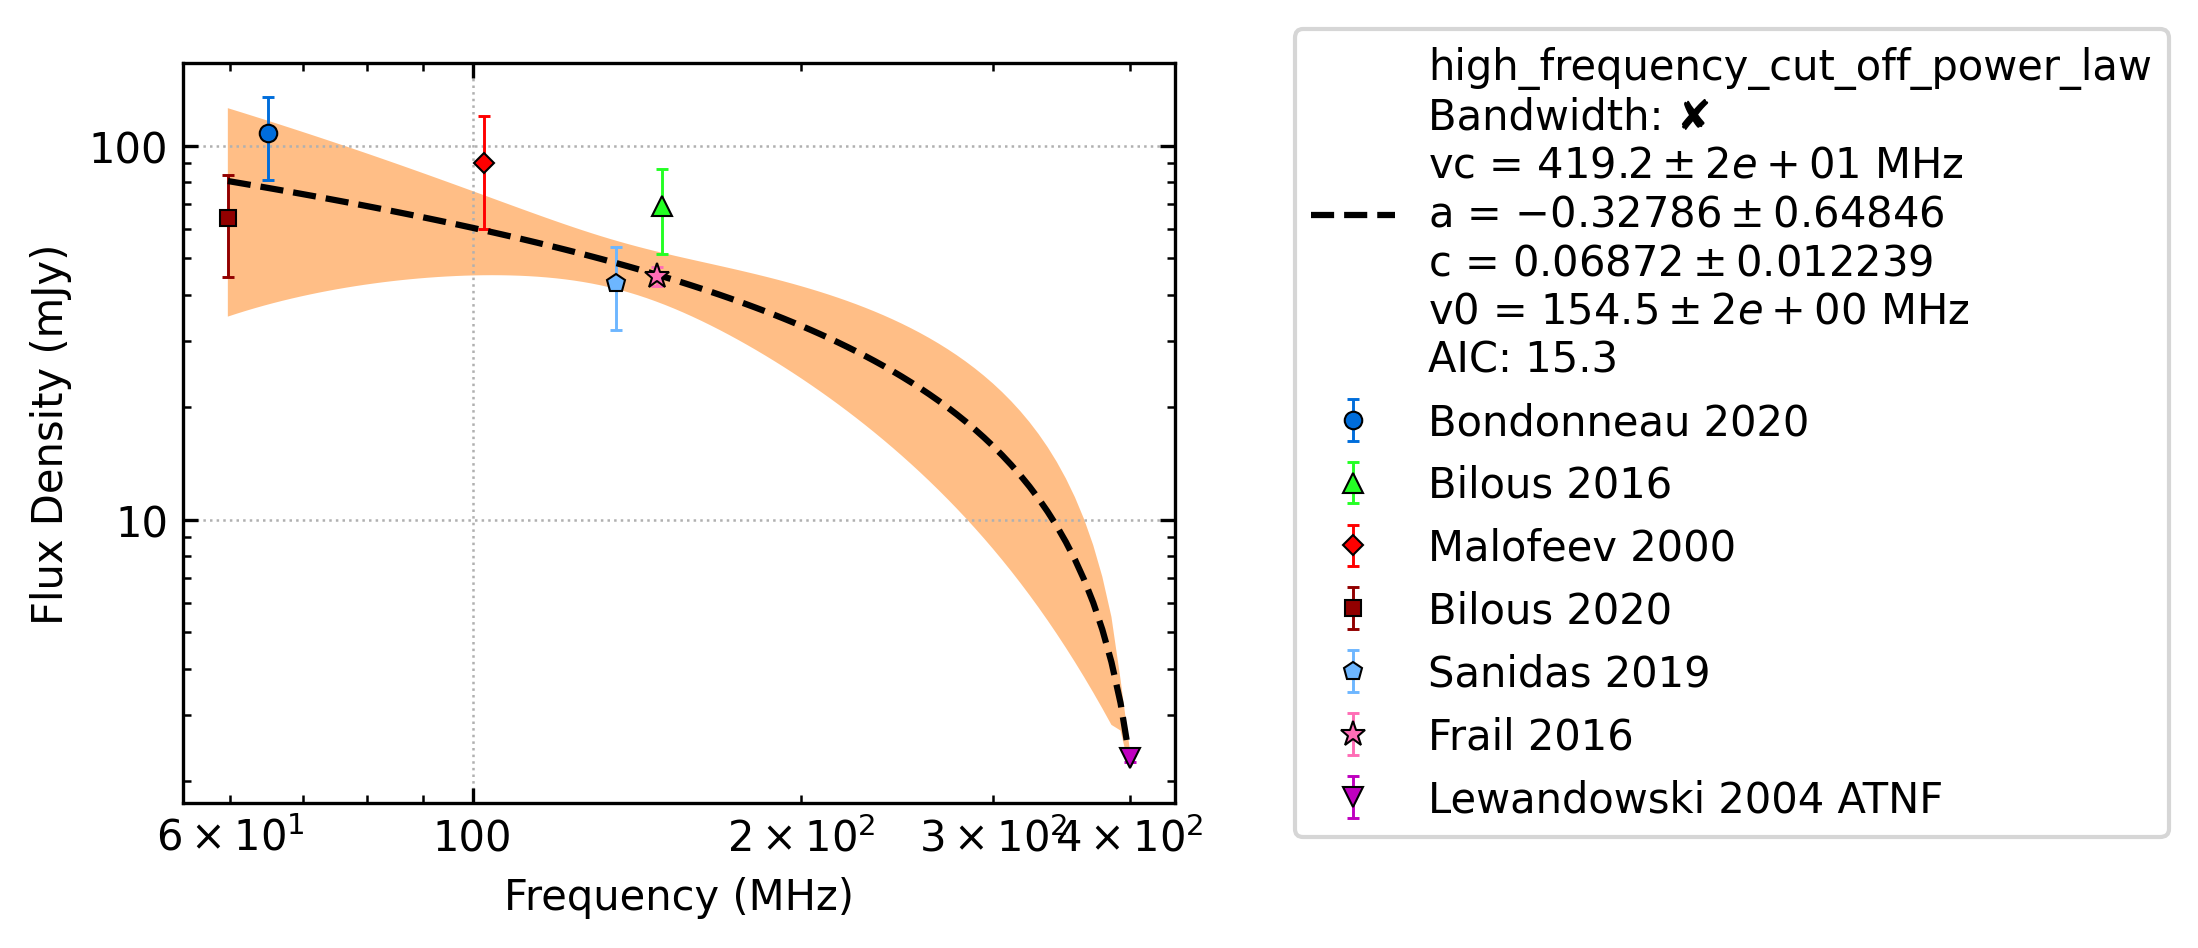 high_frequency_cut_off_power_law
Bandwidth: ✘
vc = 419.2 ± 2e + 01 MHz
a = −0.32786 ± 0.64846
c = 0.06872 ± 0.012239
v0 = 154.5 ± 2e + 00 MHz
AIC: 15.3
Bondonneau 2020
Bilous 2016
Malofeev 2000
Bilous 2020
Sanidas 2019
Frail 2016
Lewandowski 2004 ATNF
Flux Density (mJy)
100
10
6 × 10¹ 100 2 × 10² 3 × 10² 4 × 10²
Frequency (MHz)